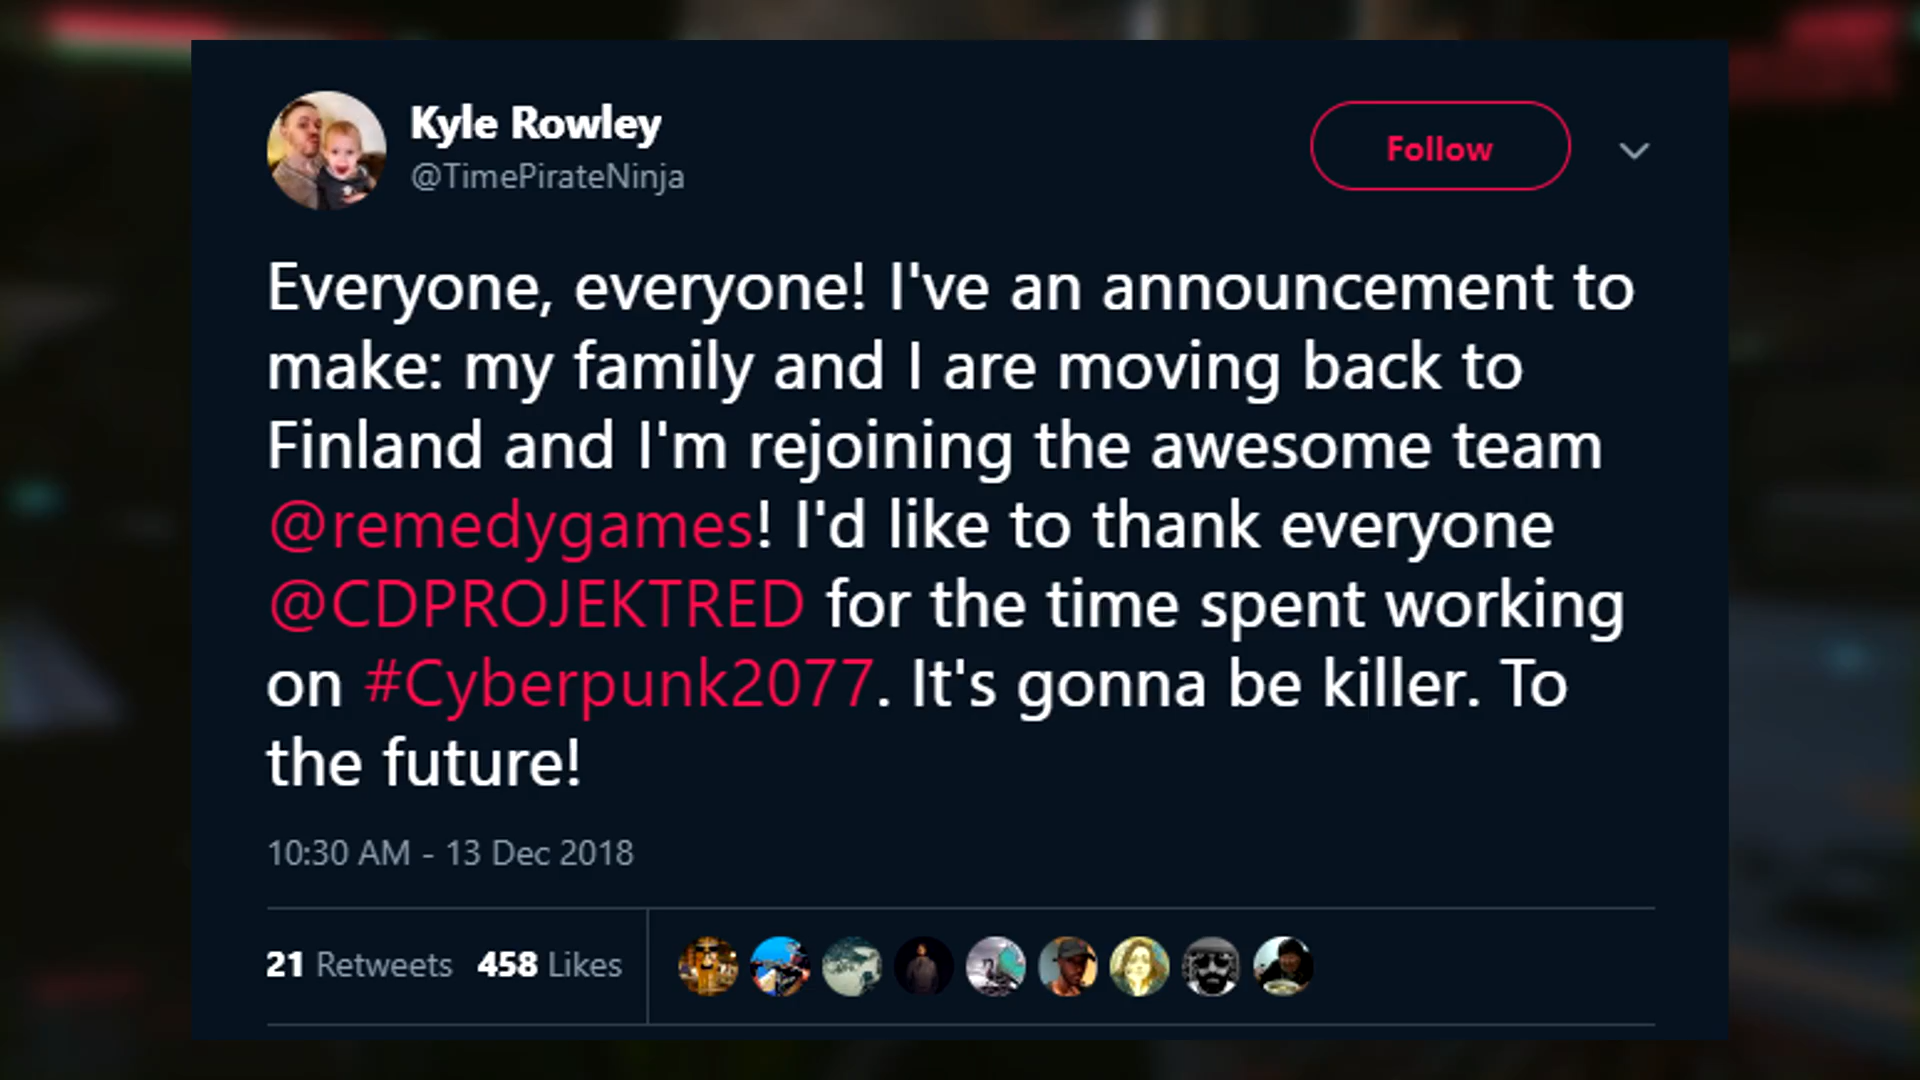 Kyle Rowley
@TimePirateNinja
Follow
Everyone, everyone! I've an announcement to
make: my family and I are moving back to
Finland and I'm rejoining the awesome team
@remedygames! I'd like to thank everyone
@CDPROJEKTRED for the time spent working
on #Cyberpunk2077. It's gonna be killer. To
the future!
10:30 AM - 13 Dec 2018
21 Retweets 458 Likes